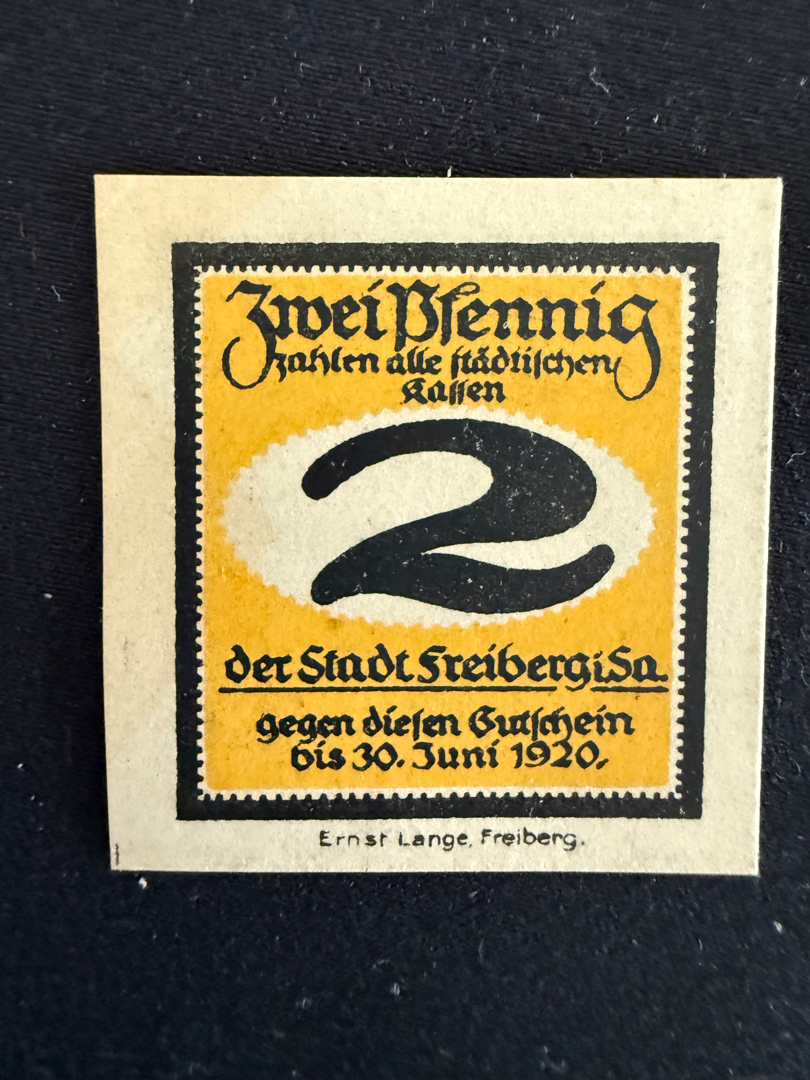 Zwei Pfennig
zahlen alle städtischen
Kassen
2
der Stadt Freiberg i. Sa.
gegen diesen Gutschein
bis 30. Juni 1920.
Ernst Lange, Freiberg.